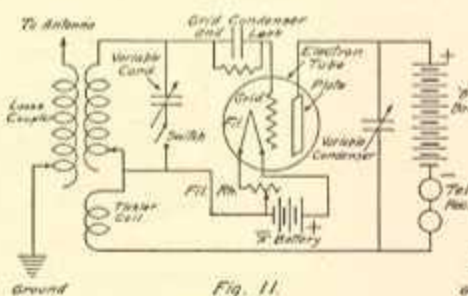 To Antenna
Grid Condenser
and Leak
Variable
Cond.
Electron
Tube
Plate
Loose
Coupler
Grid
Fil.
Switch
Variable
Condenser
Tickler
Coil
Fil. Rh.
"A" Battery
Ground
Fig. 11.
+
-
+